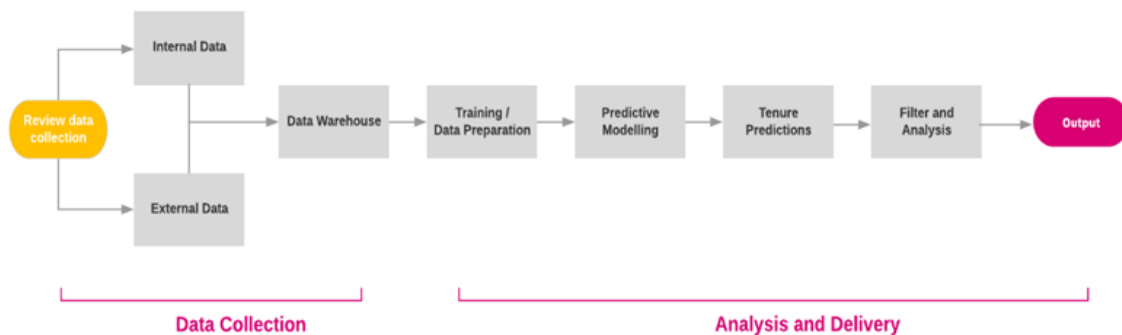 Internal Data
Review data
collection
Data Warehouse
Training /
Data Preparation
Predictive
Modelling
Tenure
Predictions
Filter and
Analysis
Output
External Data
Data Collection
Analysis and Delivery